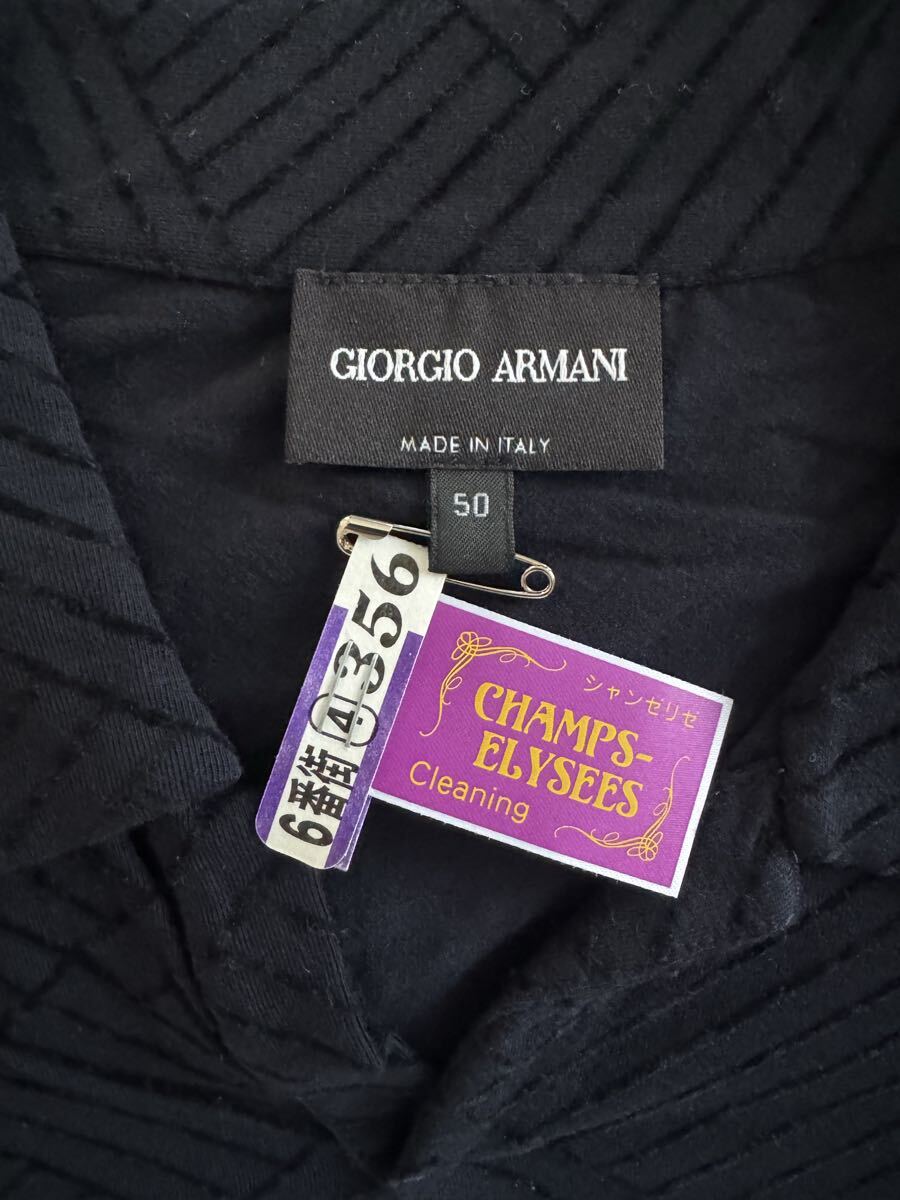 GIORGIO ARMANI
MADE IN ITALY
50
6番街④356
シャンゼリゼ
CHAMPS-
ELYSEES
Cleaning